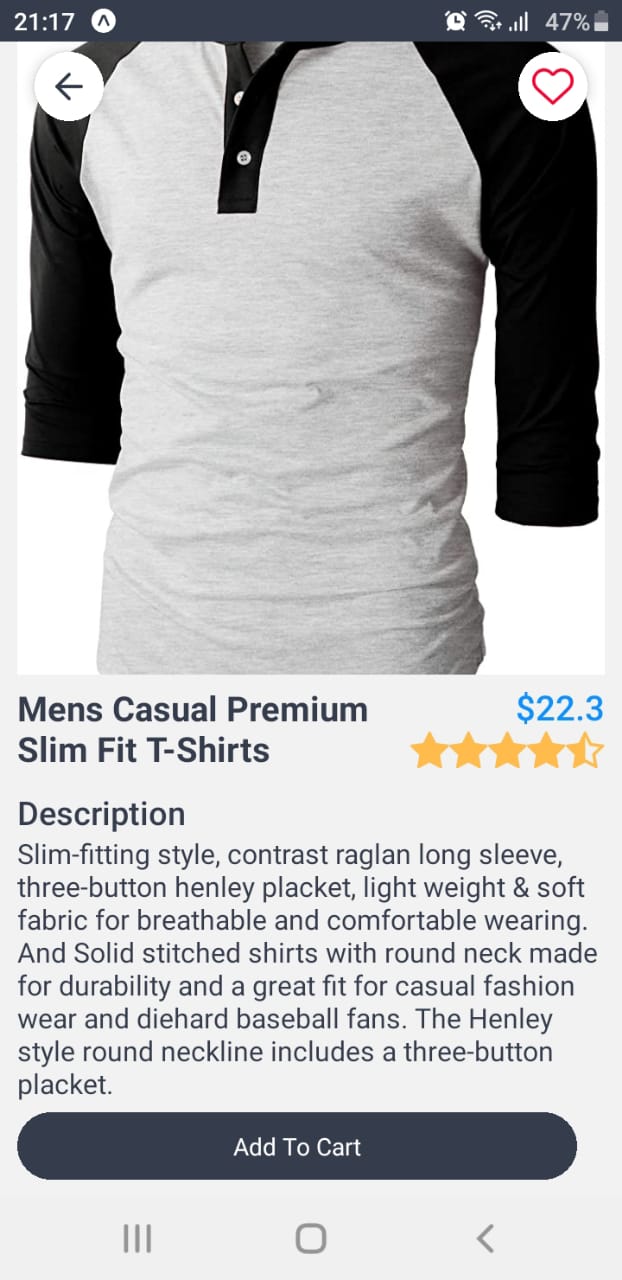 21:17 47%
Mens Casual Premium
Slim Fit T-Shirts
$22.3
Description
Slim-fitting style, contrast raglan long sleeve,
three-button henley placket, light weight & soft
fabric for breathable and comfortable wearing.
And Solid stitched shirts with round neck made
for durability and a great fit for casual fashion
wear and diehard baseball fans. The Henley
style round neckline includes a three-button
placket.
Add To Cart